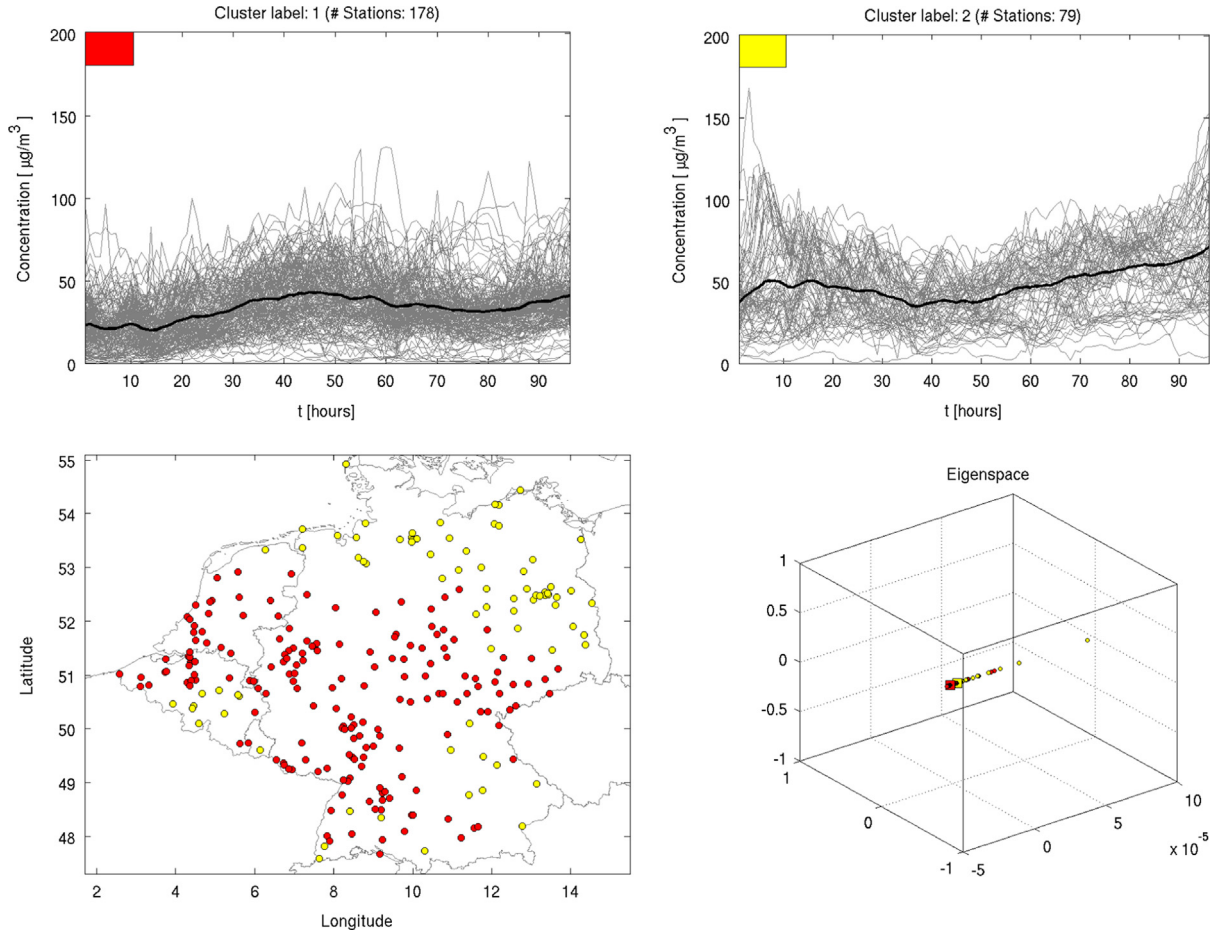 Cluster label: 1 (# Stations: 178)
200
150
100
50
0
Concentration [ µg/m³]
10 20 30 40 50 60 70 80 90
t [hours]
Cluster label: 2 (# Stations: 79)
200
150
100
50
0
Concentration [ µg/m³]
10 20 30 40 50 60 70 80 90
t [hours]
55
54
53
52
51
50
49
48
Latitude
2 4 6 8 10 12 14
Longitude
Eigenspace
1
0.5
0
-0.5
-1
1
0
-1
-5
0
5
10
x 10⁻⁵